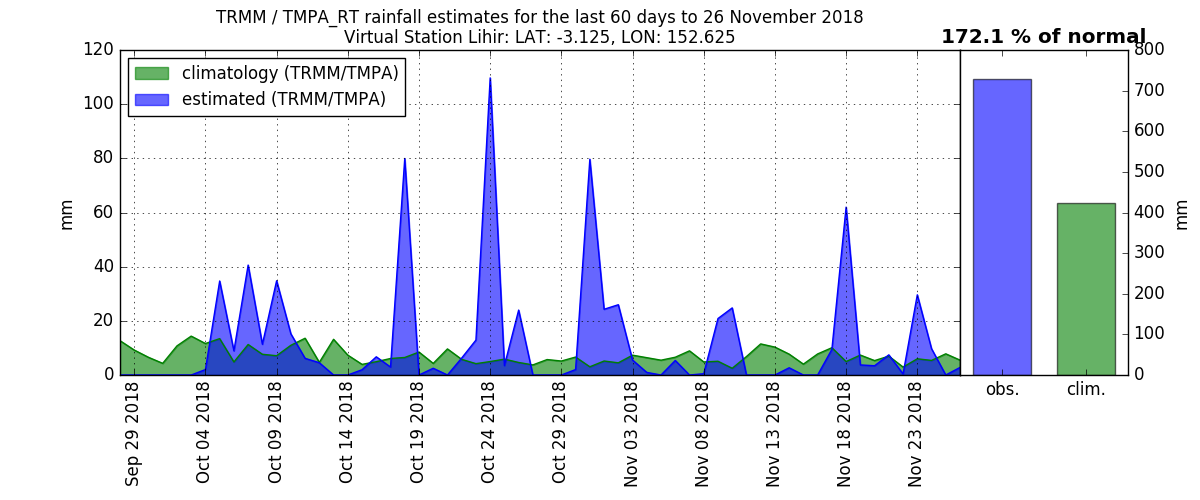 TRMM / TMPA_RT rainfall estimates for the last 60 days to 26 November 2018
Virtual Station Lihir: LAT: -3.125, LON: 152.625
172.1 % of normal
climatology (TRMM/TMPA)
estimated (TRMM/TMPA)
120
100
80
60
40
20
0
mm
Sep 29 2018
Oct 04 2018
Oct 09 2018
Oct 14 2018
Oct 19 2018
Oct 24 2018
Oct 29 2018
Nov 03 2018
Nov 08 2018
Nov 13 2018
Nov 18 2018
Nov 23 2018
800
700
600
500
400
300
200
100
0
mm
obs.
clim.